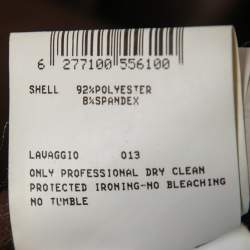 6 277100 556100
SHELL 92%POLYESTER
8%SPANDEX
LAVAGGIO 013
ONLY PROFESSIONAL DRY CLEAN
PROTECTED IRONING-NO BLEACHING
NO TUMBLE